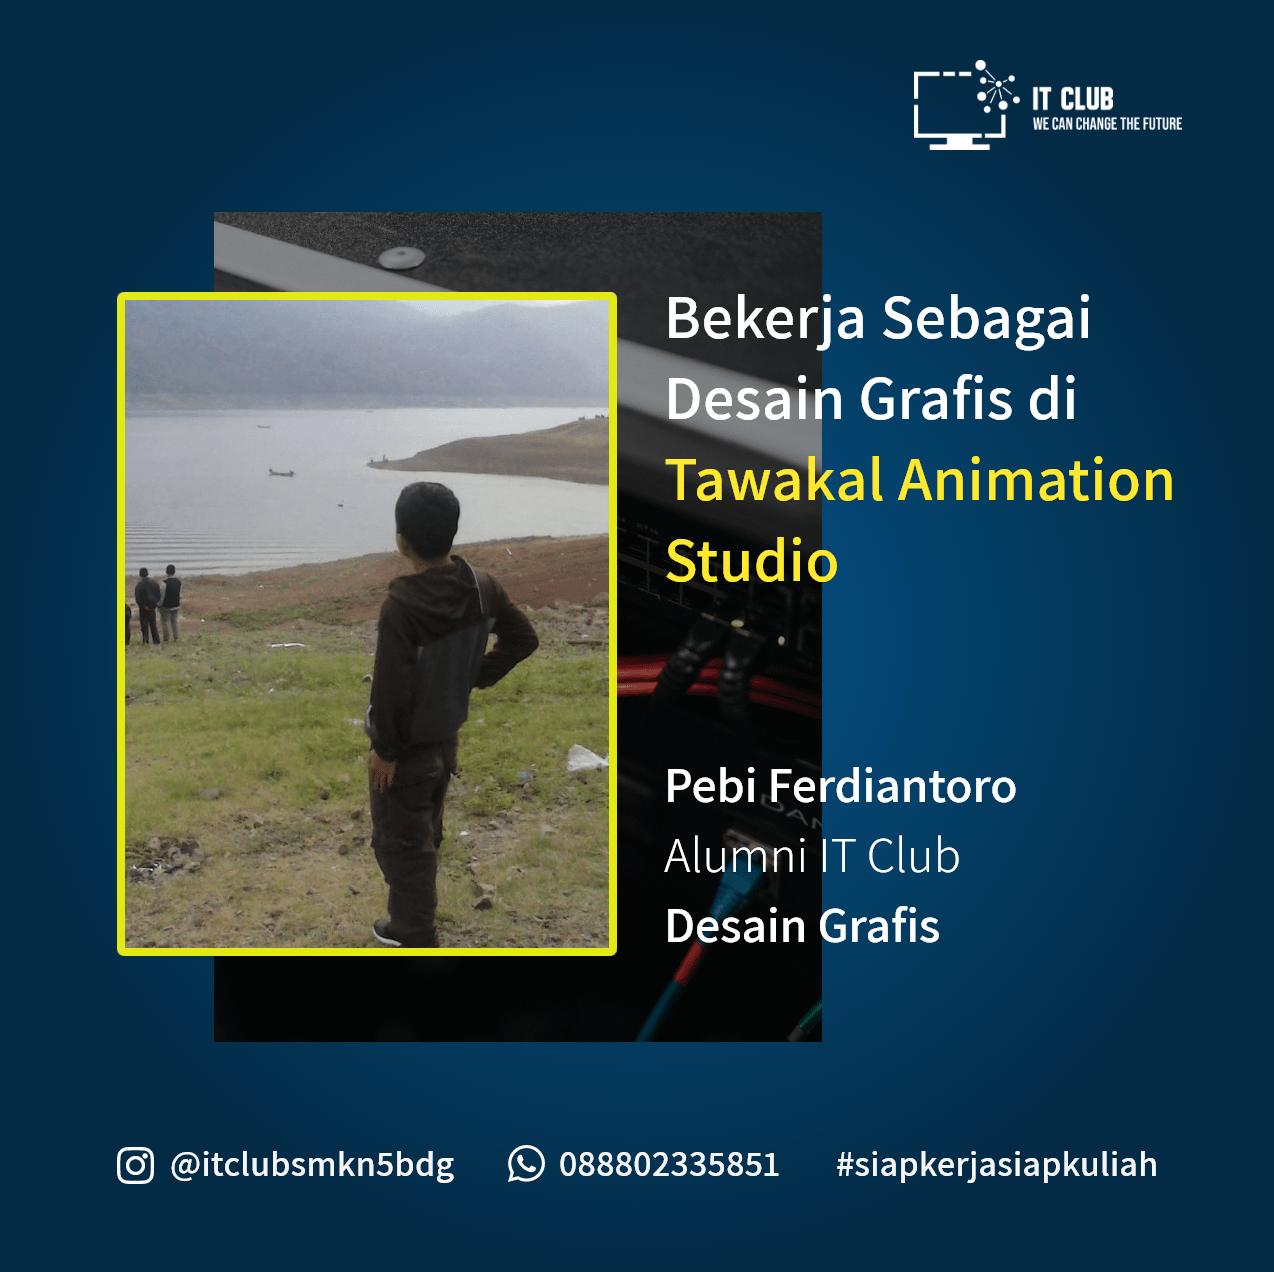 IT CLUB
WE CAN CHANGE THE FUTURE
Bekerja Sebagai
Desain Grafis di
Tawakal Animation
Studio
Pebi Ferdiantoro
Alumni IT Club
Desain Grafis
@itclubsmkn5bdg 088802335851 #siapkerjasiapkuliah